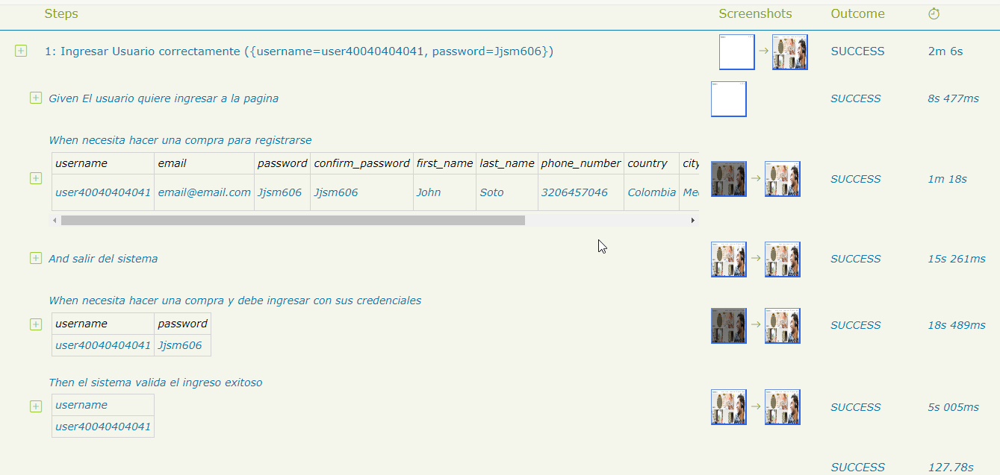 Steps Screenshots Outcome
1: Ingresar Usuario correctamente ({username=user40040404041, password=Jjsm606}) SUCCESS 2m 6s
Given El usuario quiere ingresar a la pagina SUCCESS 8s 477ms
When necesita hacer una compra para registrarse
username email password confirm_password first_name last_name phone_number country city
user40040404041 email@email.com Jjsm606 Jjsm606 John Soto 3206457046 Colombia SUCCESS 1m 18s
And salir del sistema SUCCESS 15s 261ms
When necesita hacer una compra y debe ingresar con sus credenciales
username password SUCCESS 18s 489ms
user40040404041 Jjsm606
Then el sistema valida el ingreso exitoso
username SUCCESS 5s 005ms
user40040404041
SUCCESS 127.78s